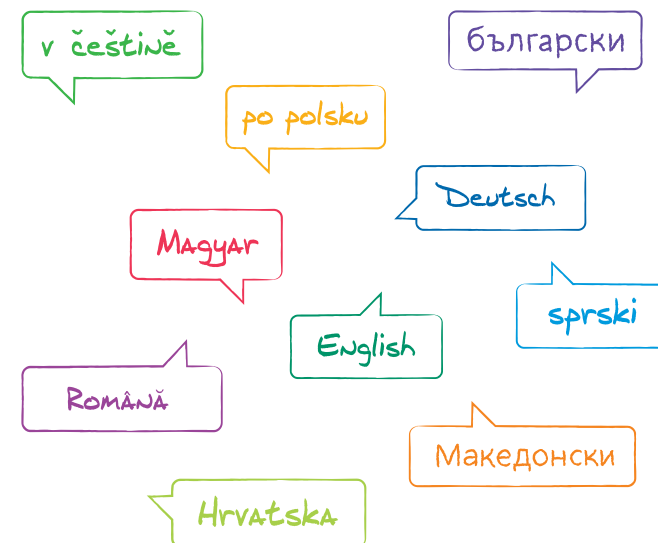 v češtině
български
po polsku
Deutsch
Magyar
sprski
English
Română
Македонски
Hrvatska